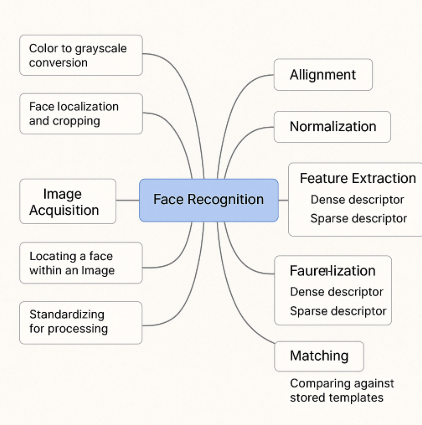 Color to grayscale
conversion
Face localization
and cropping
Image
Acquisition
Locating a face
within an Image
Standardizing
for processing
Face Recognition
Allignment
Normalization
Feature Extraction
Dense descriptor
Sparse descriptor
Faure-lization
Dense descriptor
Sparse descriptor
Matching
Comparing against
stored templates